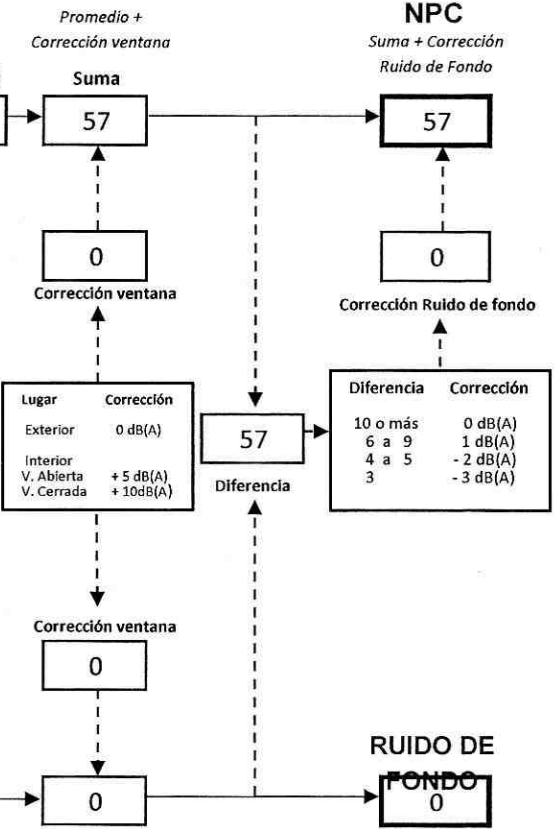 Promedio +
Corrección ventana
Suma
57
NPC
Suma + Corrección
Ruido de Fondo
57
0
Corrección ventana
0
Corrección Ruido de fondo
Lugar Corrección
Exterior 0 dB(A)
Interior
V. Abierta + 5 dB(A)
V. Cerrada + 10dB(A)
57
Diferencia
Diferencia Corrección
10 o más 0 dB(A)
6 a 9 1 dB(A)
4 a 5 - 2 dB(A)
3 - 3 dB(A)
Corrección ventana
0
0
RUIDO DE
FONDO
0